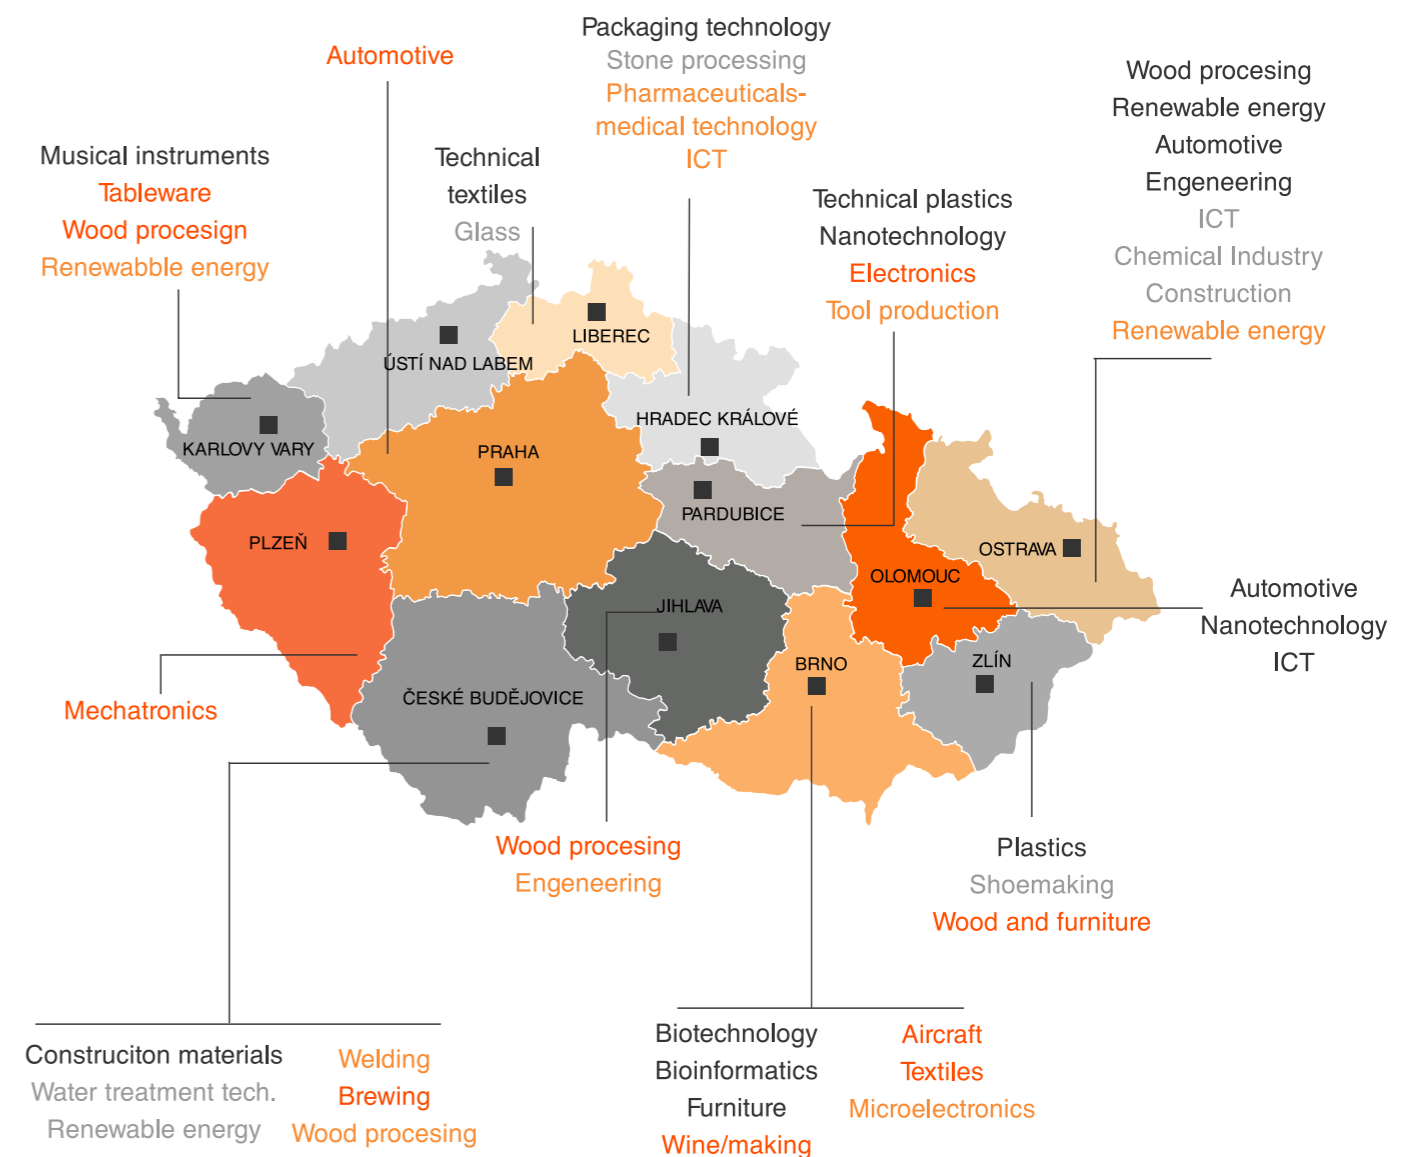 Automotive
Packaging technology
Stone processing
Pharmaceuticals-
medical technology
ICT
Wood procesing
Renewable energy
Automotive
Engeneering
ICT
Chemical Industry
Construction
Renewable energy
Musical instruments
Tableware
Wood procesign
Renewabble energy
Technical
textiles
Glass
Technical plastics
Nanotechnology
Electronics
Tool production
LIBEREC
ÚSTÍ NAD LABEM
HRADEC KRÁLOVÉ
KARLOVY VARY
PRAHA
PARDUBICE
PLZEŇ
OSTRAVA
OLOMOUC
JIHLAVA
BRNO
ZLÍN
ČESKÉ BUDĚJOVICE
Automotive
Nanotechnology
ICT
Mechatronics
Wood procesing
Engeneering
Plastics
Shoemaking
Wood and furniture
Construciton materials
Water treatment tech.
Renewable energy
Welding
Brewing
Wood procesing
Biotechnology
Bioinformatics
Furniture
Wine/making
Aircraft
Textiles
Microelectronics